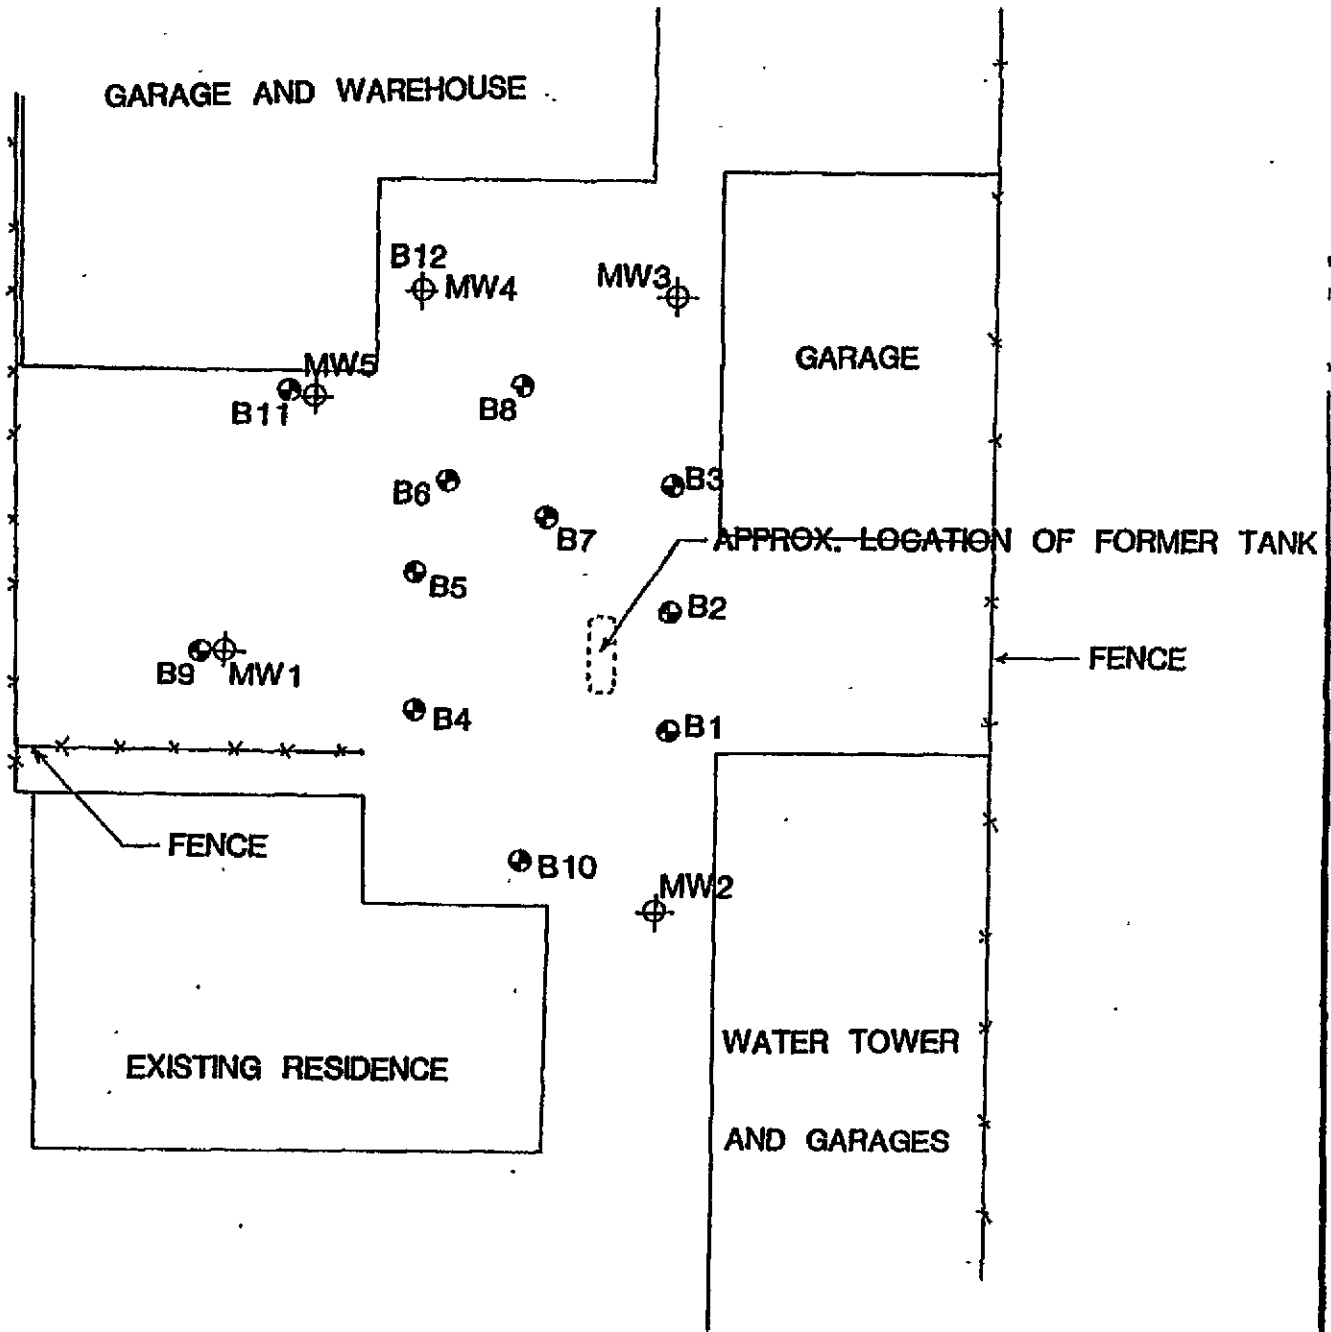 GARAGE AND WAREHOUSE
B12
MW4
MW3
GARAGE
MW5
B11
B8
B6
B3
B7
APPROX. LOCATION OF FORMER TANK
B5
B2
B9
MW1
FENCE
B4
B1
FENCE
B10
MW2
WATER TOWER
EXISTING RESIDENCE
AND GARAGES